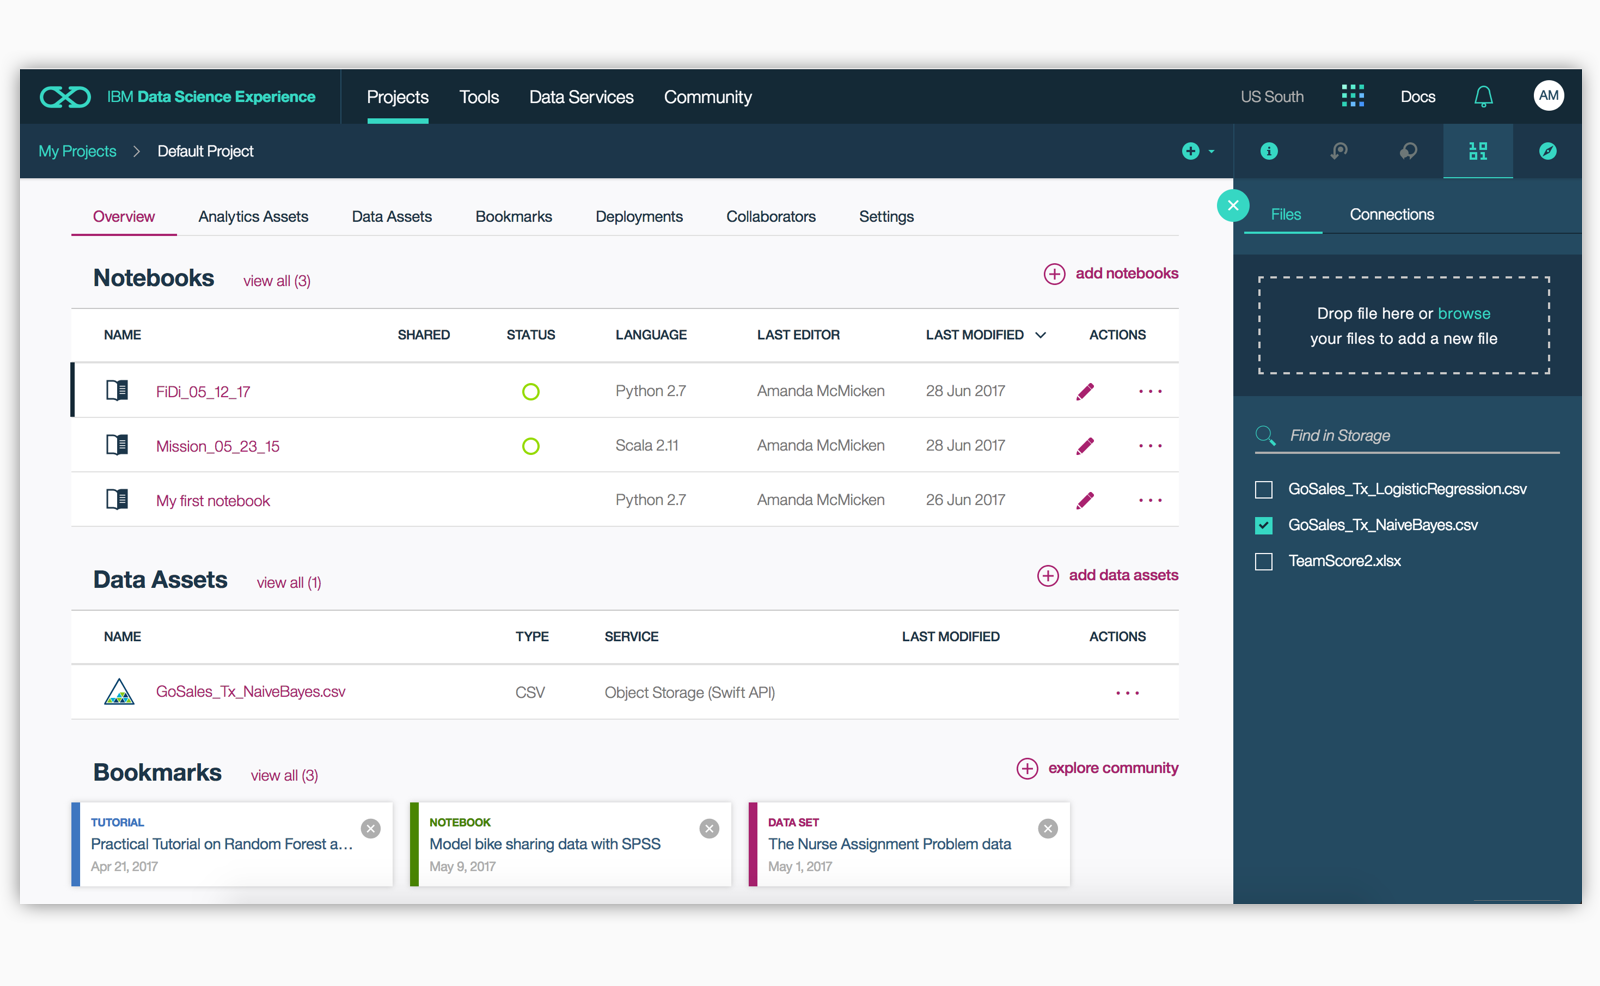 IBM Data Science Experience
Projects Tools Data Services Community
US South Docs AM
My Projects > Default Project
Overview Analytics Assets Data Assets Bookmarks Deployments Collaborators Settings
Notebooks view all (3) add notebooks
NAME SHARED STATUS LANGUAGE LAST EDITOR LAST MODIFIED ACTIONS
FiDi_05_12_17 Python 2.7 Amanda McMicken 28 Jun 2017
Mission_05_23_15 Scala 2.11 Amanda McMicken 28 Jun 2017
My first notebook Python 2.7 Amanda McMicken 26 Jun 2017
Data Assets view all (1) add data assets
NAME TYPE SERVICE LAST MODIFIED ACTIONS
GoSales_Tx_NaiveBayes.csv CSV Object Storage (Swift API)
Bookmarks view all (3) explore community
TUTORIAL
Practical Tutorial on Random Forest a...
Apr 21, 2017
NOTEBOOK
Model bike sharing data with SPSS
May 9, 2017
DATA SET
The Nurse Assignment Problem data
May 1, 2017
Files Connections
Drop file here or browse
your files to add a new file
Find in Storage
GoSales_Tx_LogisticRegression.csv
GoSales_Tx_NaiveBayes.csv
TeamScore2.xlsx